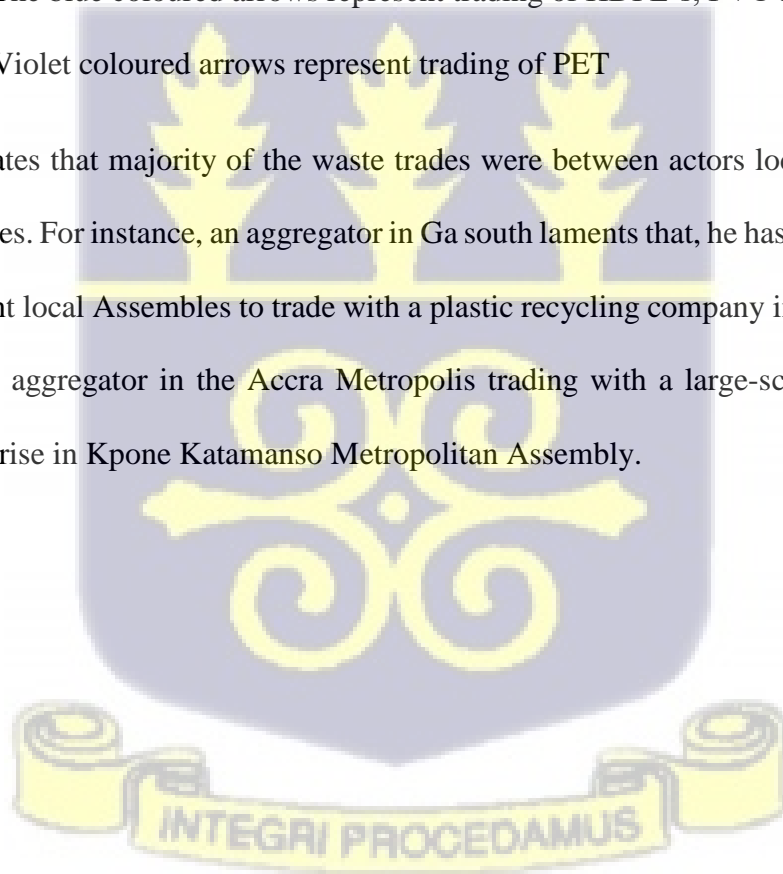 The blue coloured arrows represent trading of HDPE 1, PVC
Violet coloured arrows represent trading of PET
ates that majority of the waste trades were between actors loc
es. For instance, an aggregator in Ga south laments that, he has
nt local Assembles to trade with a plastic recycling company i
aggregator in the Accra Metropolis trading with a large-sc
rise in Kpone Katamanso Metropolitan Assembly.
INTEGRI PROCEDAMUS